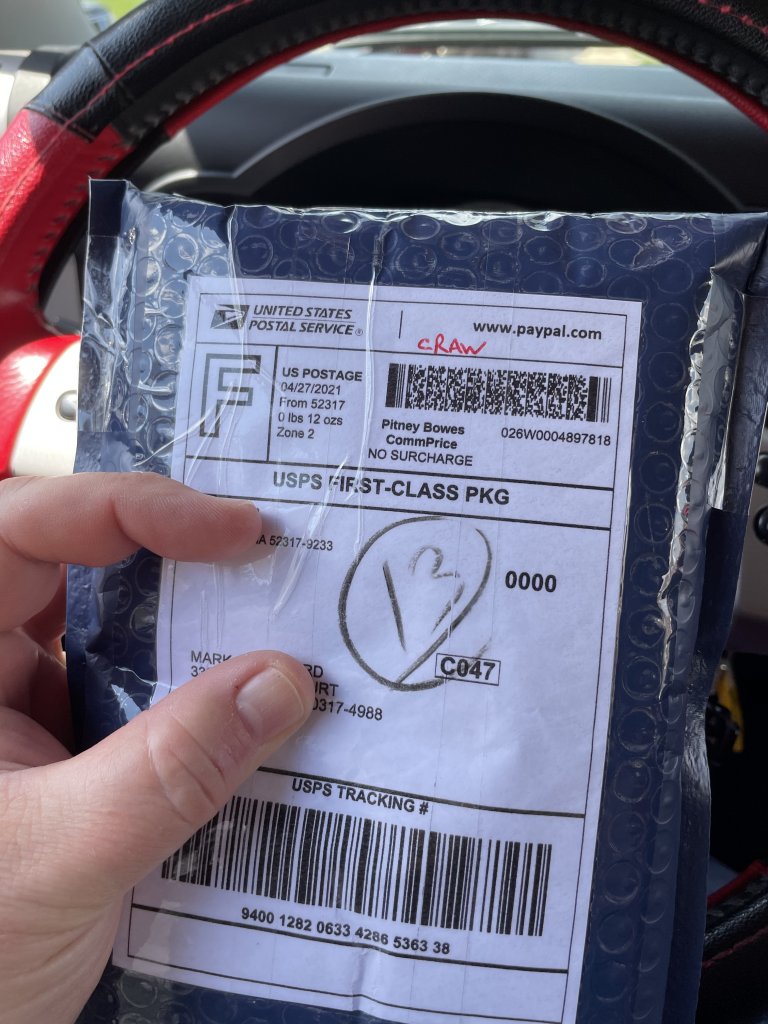 UNITED STATES
POSTAL SERVICE®
www.paypal.com
CRAW
F
US POSTAGE
04/27/2021
From 52317
0 lbs 12 ozs
Zone 2
Pitney Bowes
CommPrice
NO SURCHARGE
026W0004897818
USPS FIRST-CLASS PKG
52317-9233
13
0000
C047
MARK
USPS TRACKING #
9400 1282 0633 4286 5363 38